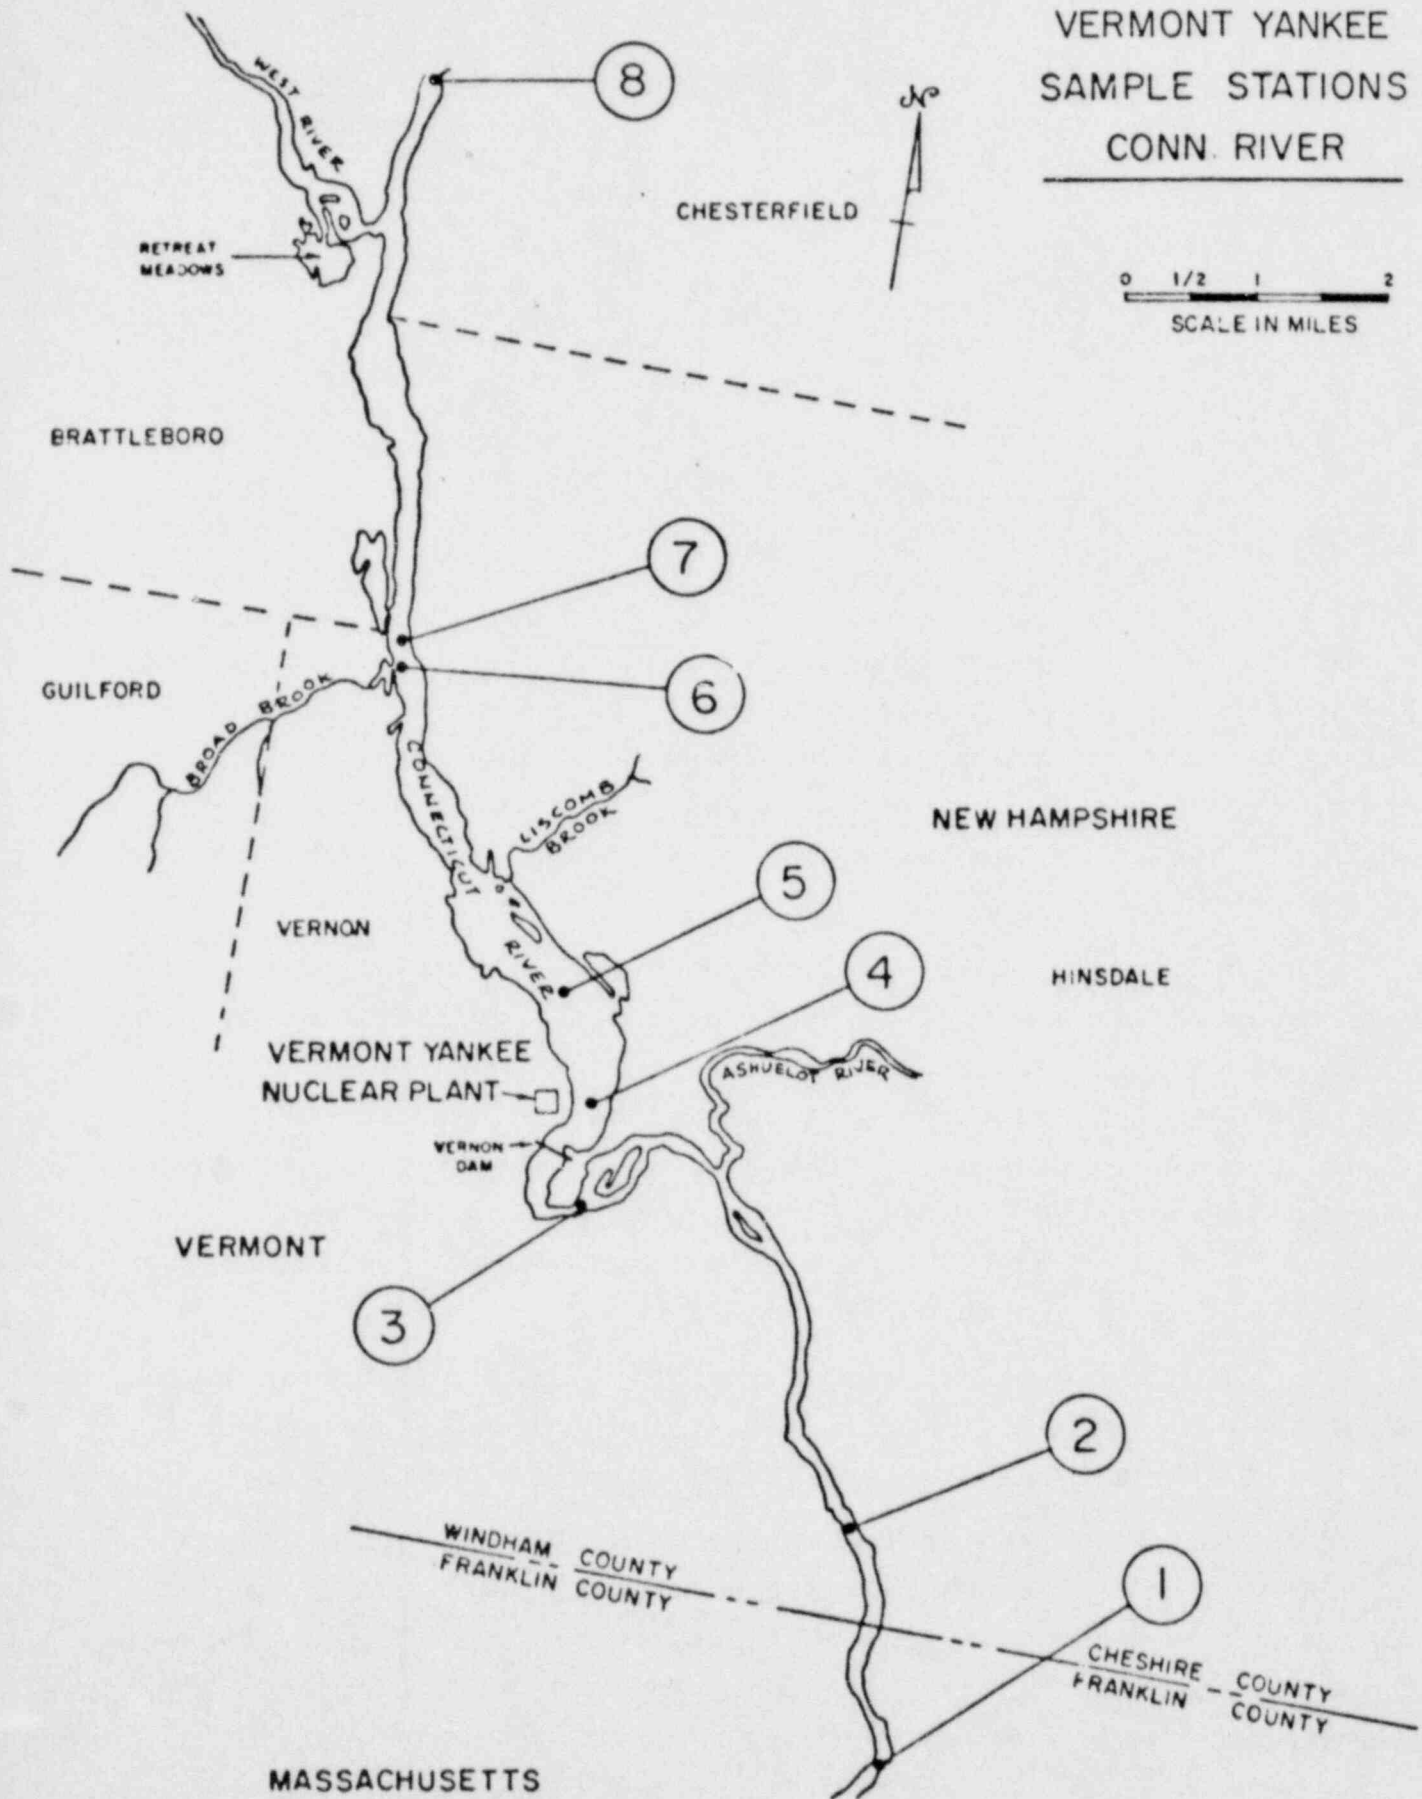 VERMONT YANKEE
SAMPLE STATIONS
CONN. RIVER
N
0 1/2 1 2
SCALE IN MILES
8
WEST RIVER
CHESTERFIELD
RETREAT
MEADOWS
BRATTLEBORO
7
6
GUILFORD
BROAD BROOK
CONNECTICUT RIVER
LISCOMB
BROOK
NEW HAMPSHIRE
5
VERNON
4
HINSDALE
VERMONT YANKEE
NUCLEAR PLANT
ASHUELOT RIVER
VERNON
DAM
VERMONT
3
2
WINDHAM COUNTY
FRANKLIN COUNTY
1
CHESHIRE COUNTY
FRANKLIN COUNTY
MASSACHUSETTS